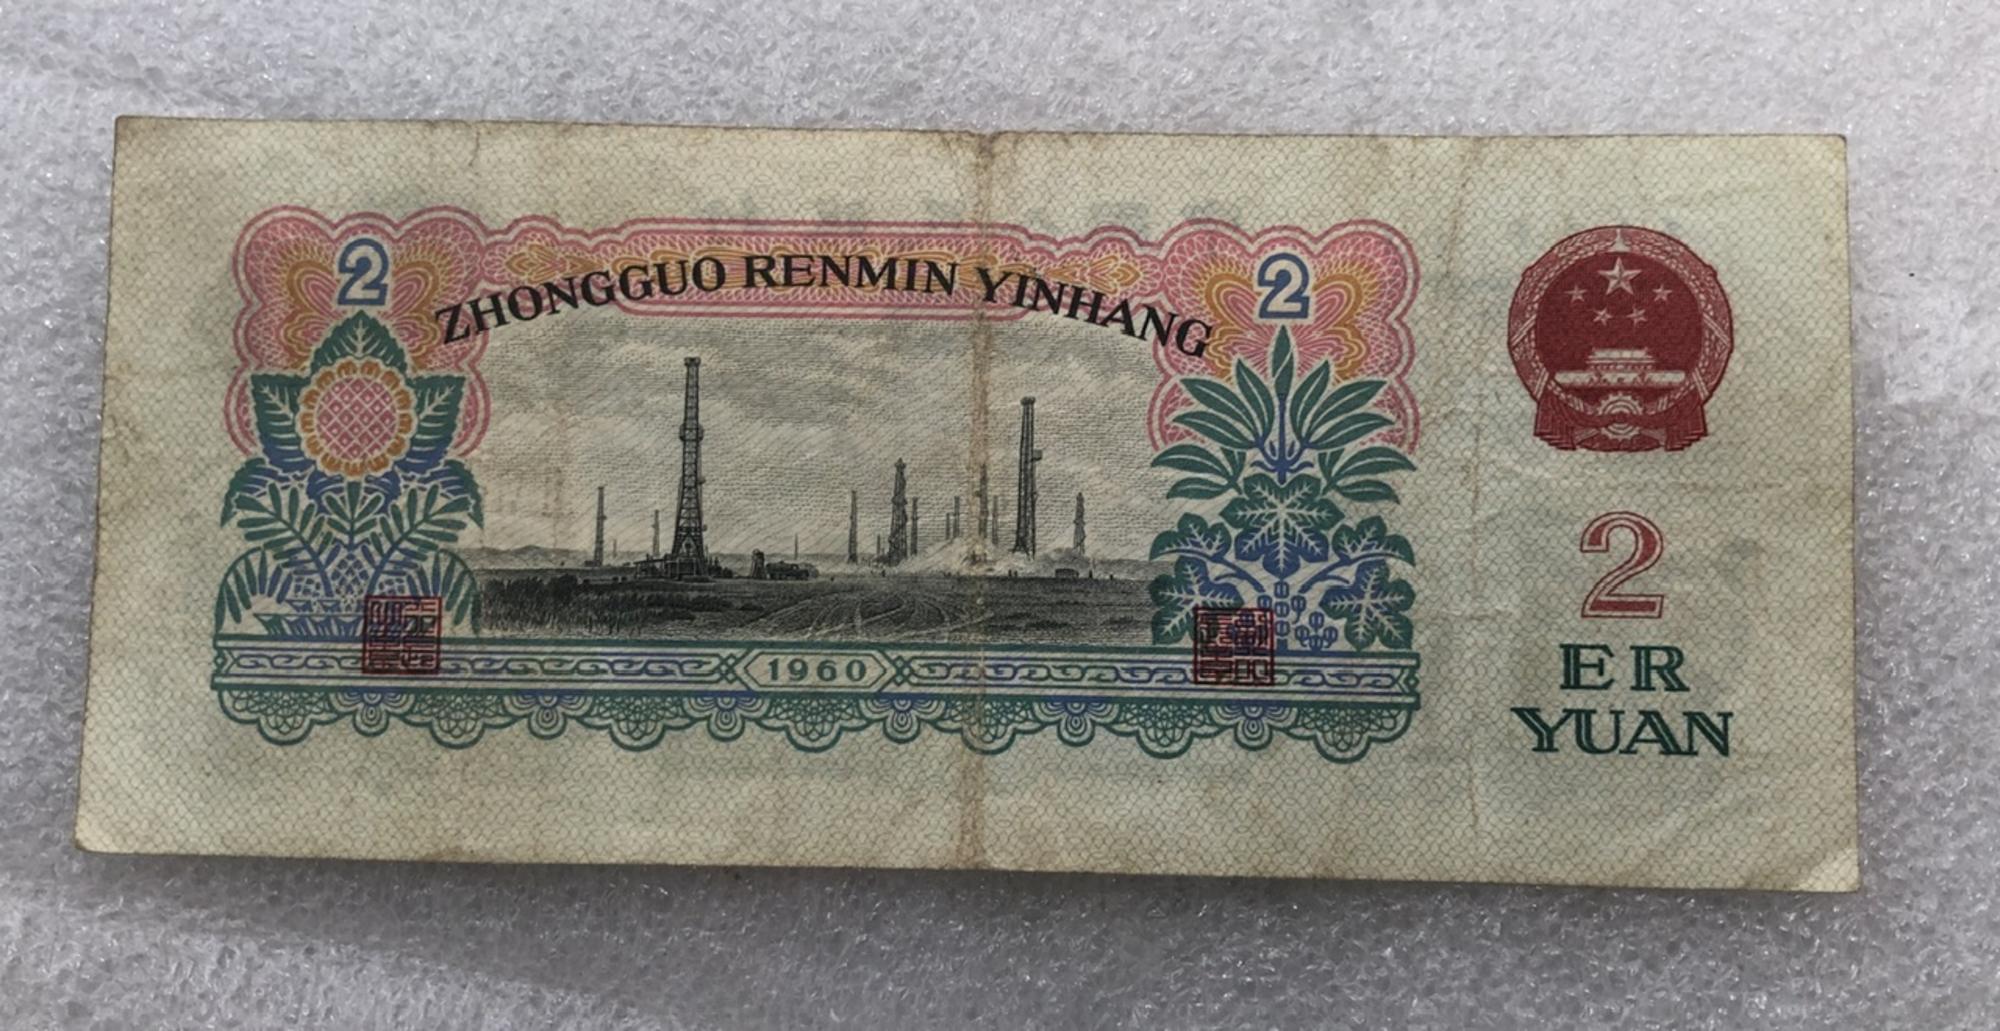 2
2
ZHONGGUO RENMIN YINHANG
1960
2
ER
YUAN